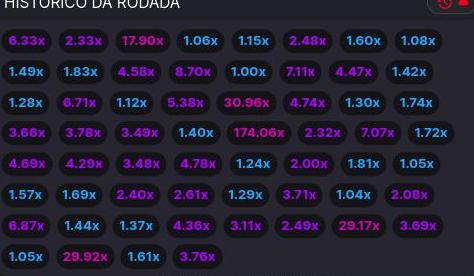 HISTÓRICO DA RODADA
6.33x 2.33x 17.90x 1.06x 1.15x 2.48x 1.60x 1.08x
1.49x 1.83x 4.58x 8.70x 1.00x 7.11x 4.47x 1.42x
1.28x 6.71x 1.12x 5.38x 30.96x 4.74x 1.30x 1.74x
3.66x 3.78x 3.49x 1.40x 174.06x 2.32x 7.07x 1.72x
4.69x 4.29x 3.48x 4.78x 1.24x 2.00x 1.81x 1.05x
1.57x 1.69x 2.40x 2.61x 1.29x 3.71x 1.04x 2.08x
6.87x 1.44x 1.37x 4.36x 3.11x 2.49x 29.17x 3.69x
1.05x 29.92x 1.61x 3.76x